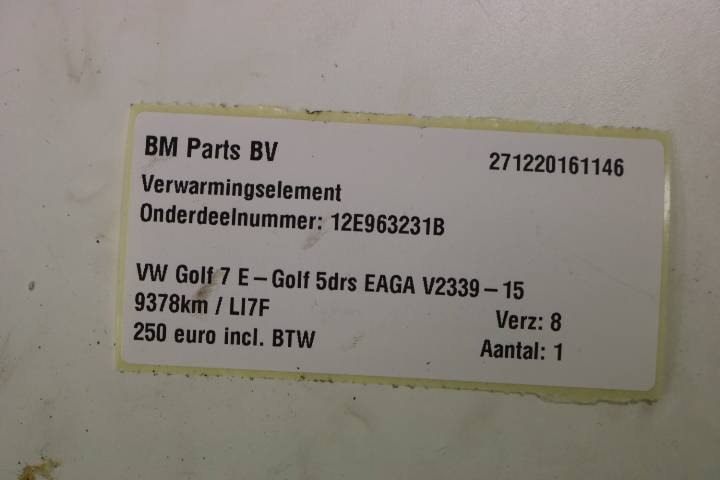 BM Parts BV 271220161146
Verwarmingselement
Onderdeelnummer: 12E963231B
VW Golf 7 E-Golf 5drs EAGA V2339-15
9378km / LI7F Verz: 8
250 euro incl. BTW Aantal: 1